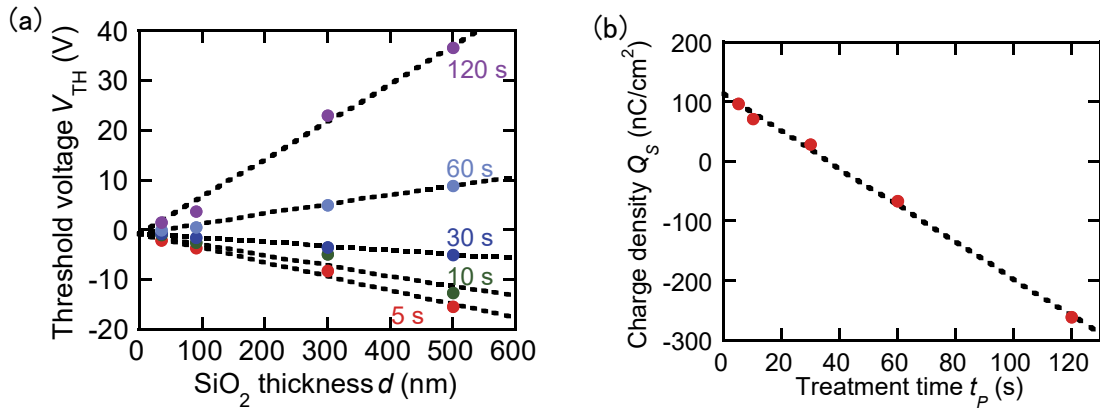 (a)
Threshold voltage V_TH (V)
40
30
20
10
0
-10
-20
120 s
60 s
30 s
10 s
5 s
0 100 200 300 400 500 600
SiO₂ thickness d (nm)
(b)
Charge density Q_S (nC/cm²)
200
100
0
-100
-200
-300
0 20 40 60 80 100 120
Treatment time t_P (s)